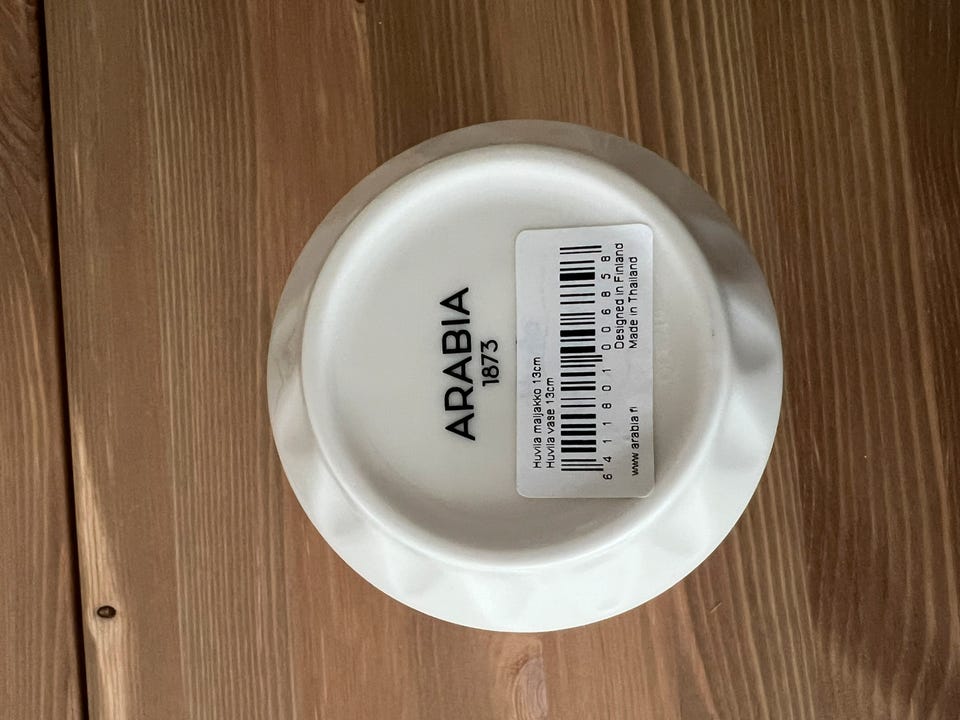 ARABIA
1873
Huvila maljakko 13cm
Huvila vase 13cm
6 411801 006858
Designed in Finland
www.arabia.fi Made in Thailand